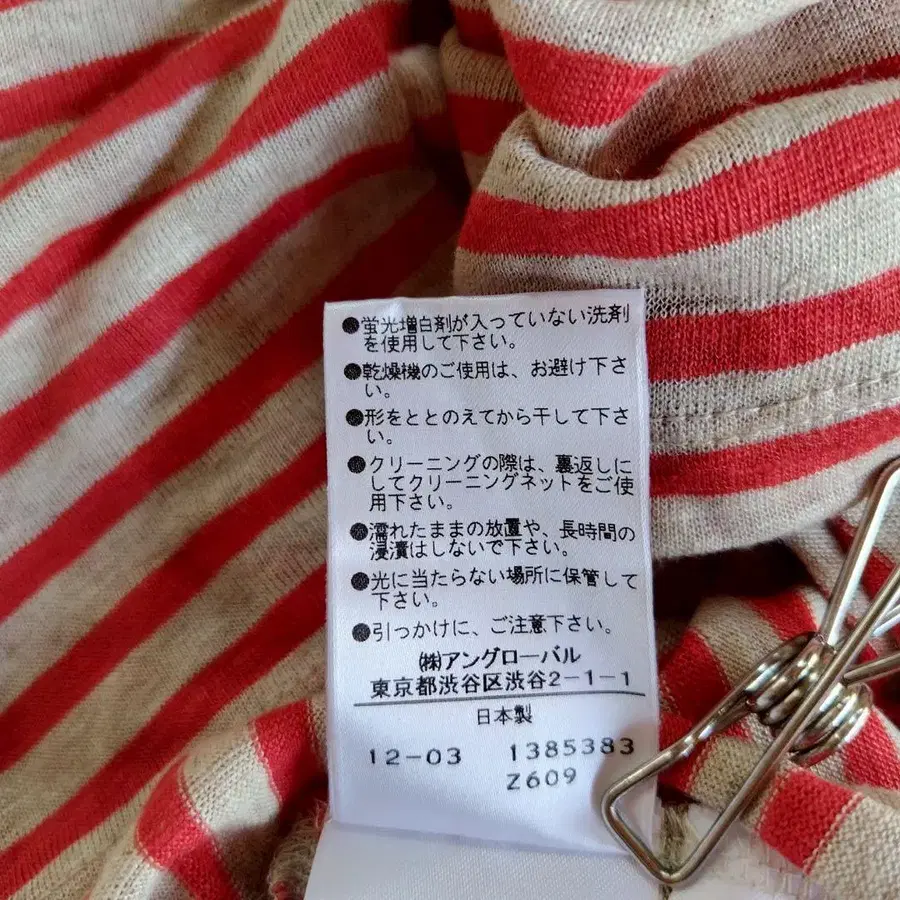 ●蛍光増白剤が入っていない洗剤
を使用して下さい。
●乾燥機のご使用は、お避け下さ
い。
●形をととのえてから干して下さ
い。
●クリーニングの際は、裏返しに
してクリーニングネットをご使
用下さい。
●濡れたままの放置や、長時間の
浸漬はしないで下さい。
●光に当たらない場所に保管して
下さい。
●引っかけに、ご注意下さい。
㈱アングローバル
東京都渋谷区渋谷2-1-1
日本製
12-03 1385383
Z609